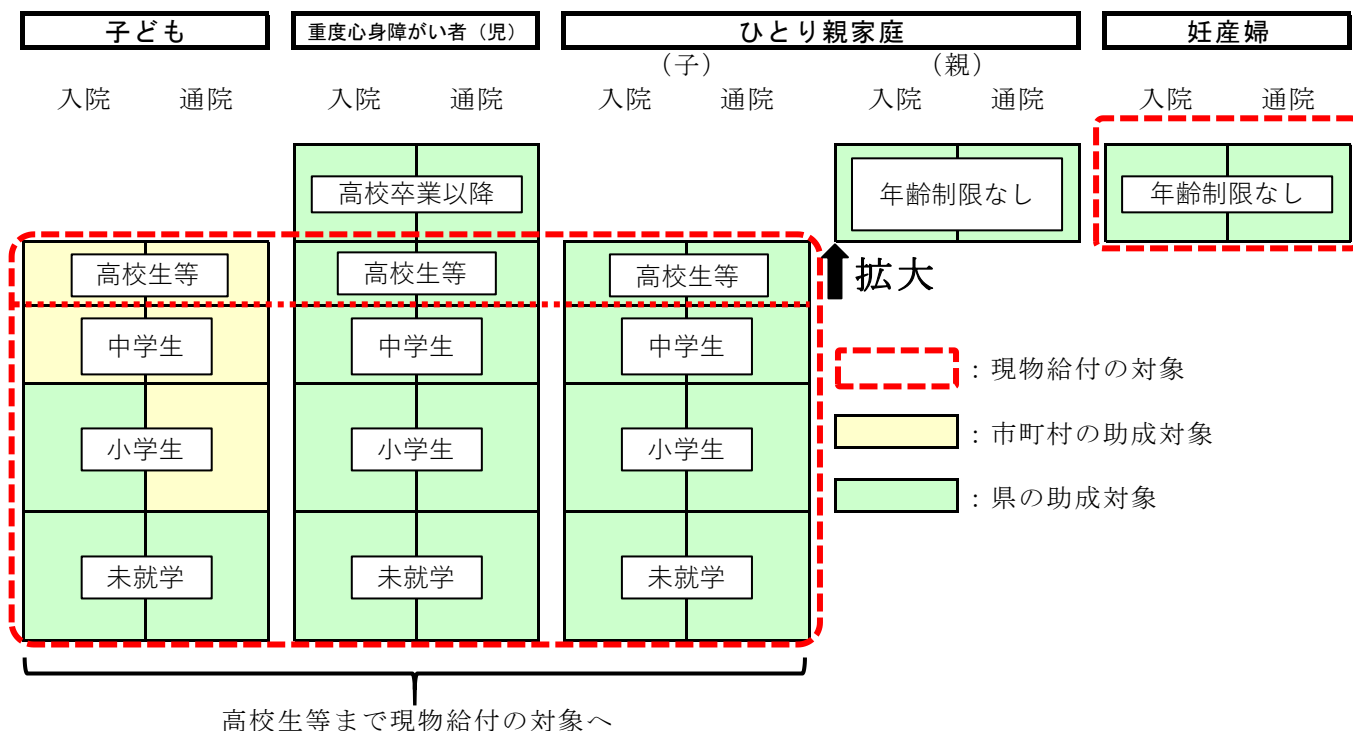 子ども 重度心身障がい者（児） ひとり親家庭 妊産婦
（子） （親）
入院 通院 入院 通院 入院 通院 入院 通院 入院 通院
高校卒業以降 年齢制限なし 年齢制限なし
高校生等 高校生等 高校生等 拡大
中学生 中学生 中学生
：現物給付の対象
小学生 小学生 小学生
：市町村の助成対象
：県の助成対象
未就学 未就学 未就学
高校生等まで現物給付の対象へ